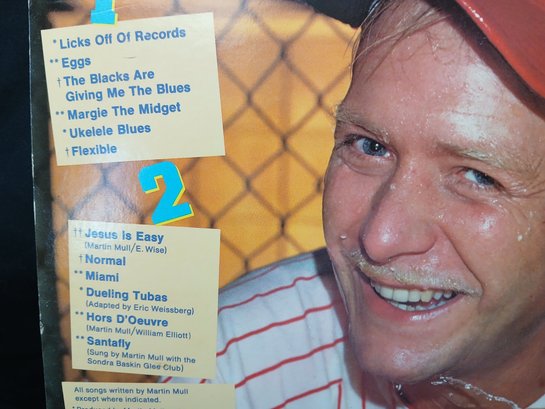 1
* Licks Off Of Records
** Eggs
† The Blacks Are
Giving Me The Blues
** Margie The Midget
* Ukelele Blues
† Flexible
2
†† Jesus is Easy
(Martin Mull/E. Wise)
† Normal
** Miami
* Dueling Tubas
(Adapted by Eric Weissberg)
** Hors D'Oeuvre
(Martin Mull/William Elliott)
** Santafly
(Sung by Martin Mull with the
Sondra Baskin Glee Club)
All songs written by Martin Mull
except where indicated.